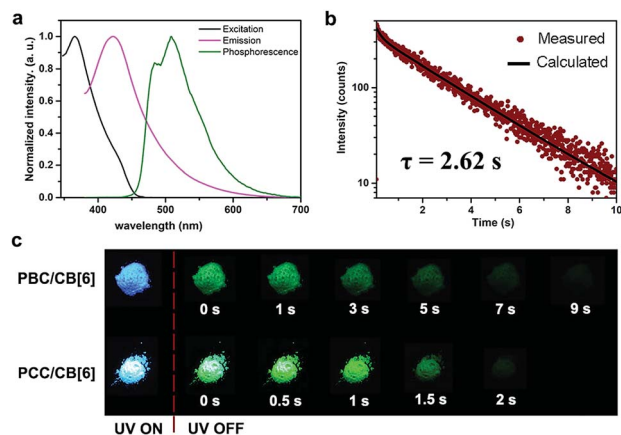 a
Excitation
Emission
Phosphorescence
Normalized intensity. (a. u.)
1.0
0.8
0.6
0.4
0.2
0.0
400 500 600 700
wavelength (nm)
b
Measured
Calculated
Intensity (counts)
400
100
10
τ = 2.62 s
2 4 6 8 10
Time (s)
c
PBC/CB[6]
0 s 1 s 3 s 5 s 7 s 9 s
PCC/CB[6]
0 s 0.5 s 1 s 1.5 s 2 s
UV ON UV OFF